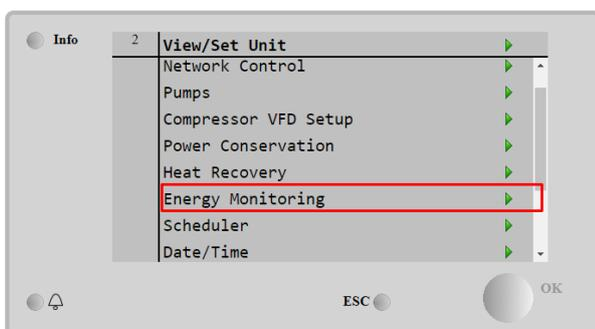 Info
2
View/Set Unit
Network Control
Pumps
Compressor VFD Setup
Power Conservation
Heat Recovery
Energy Monitoring
Scheduler
Date/Time
ESC
OK